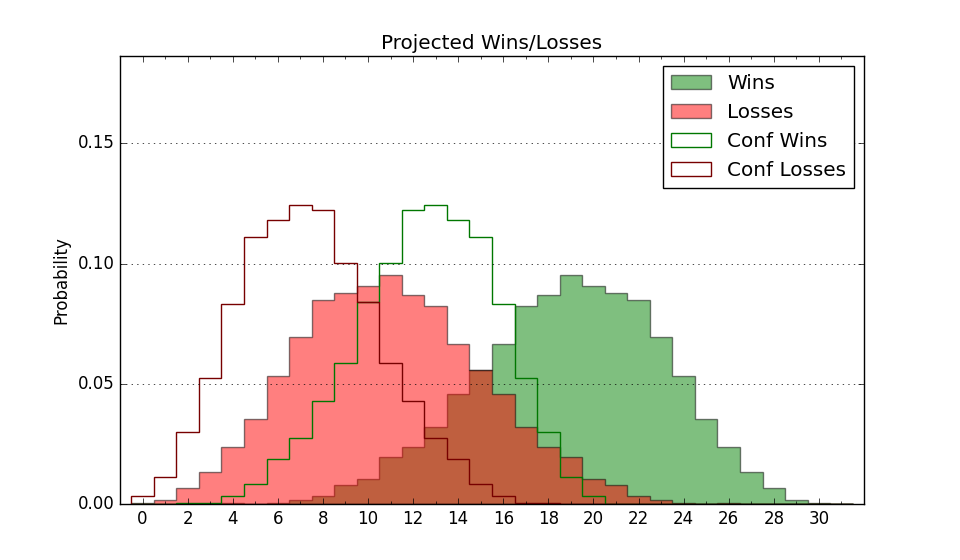 Projected Wins/Losses
Wins
Losses
Conf Wins
Conf Losses
Probability
0.15
0.10
0.05
0.00
0 2 4 6 8 10 12 14 16 18 20 22 24 26 28 30